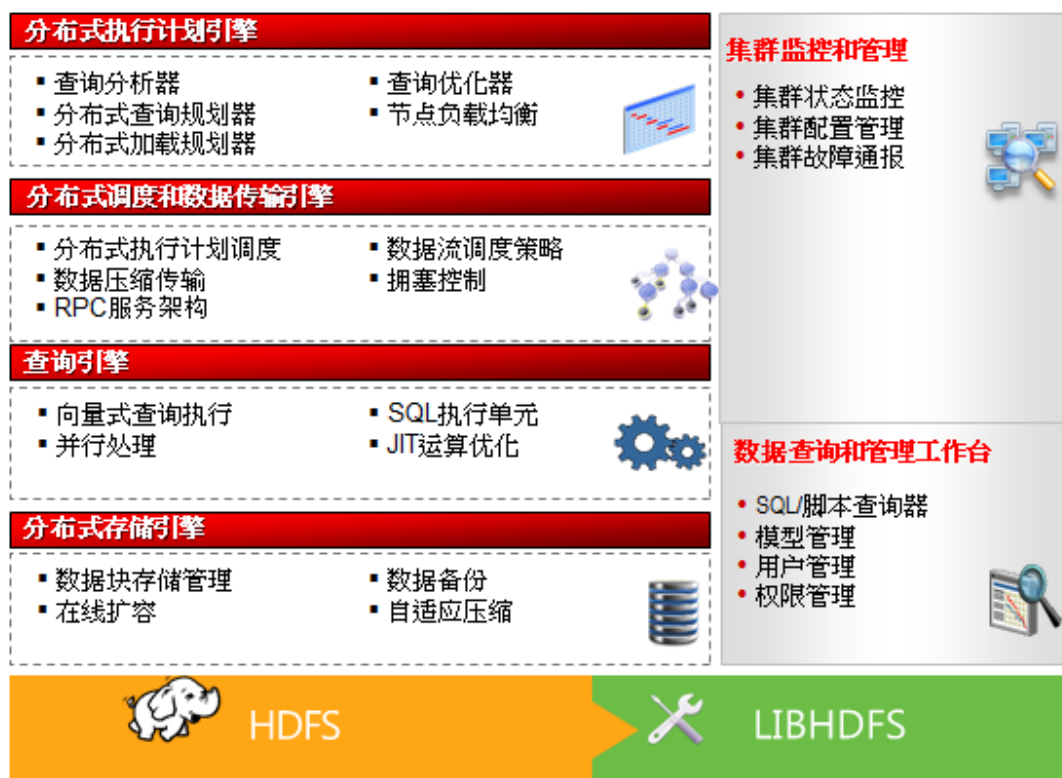 分布式执行计划引擎
查询分析器
分布式查询规划器
分布式加载规划器
查询优化器
节点负载均衡
分布式调度和数据传输引擎
分布式执行计划调度
数据压缩传输
RPC服务架构
数据流调度策略
拥塞控制
查询引擎
向量式查询执行
并行处理
SQL执行单元
JIT运算优化
分布式存储引擎
数据块存储管理
在线扩容
数据备份
自适应压缩
集群监控和管理
集群状态监控
集群配置管理
集群故障通报
数据查询和管理工作台
SQL/脚本查询器
模型管理
用户管理
权限管理
HDFS
LIBHDFS